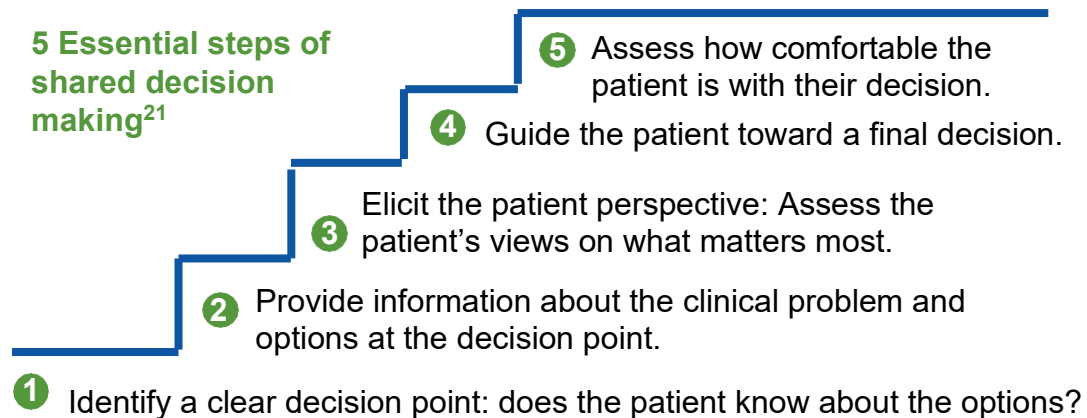 5 Essential steps of
shared decision
making21
5 Assess how comfortable the
patient is with their decision.
4 Guide the patient toward a final decision.
3 Elicit the patient perspective: Assess the
patient’s views on what matters most.
2 Provide information about the clinical problem and
options at the decision point.
1 Identify a clear decision point: does the patient know about the options?